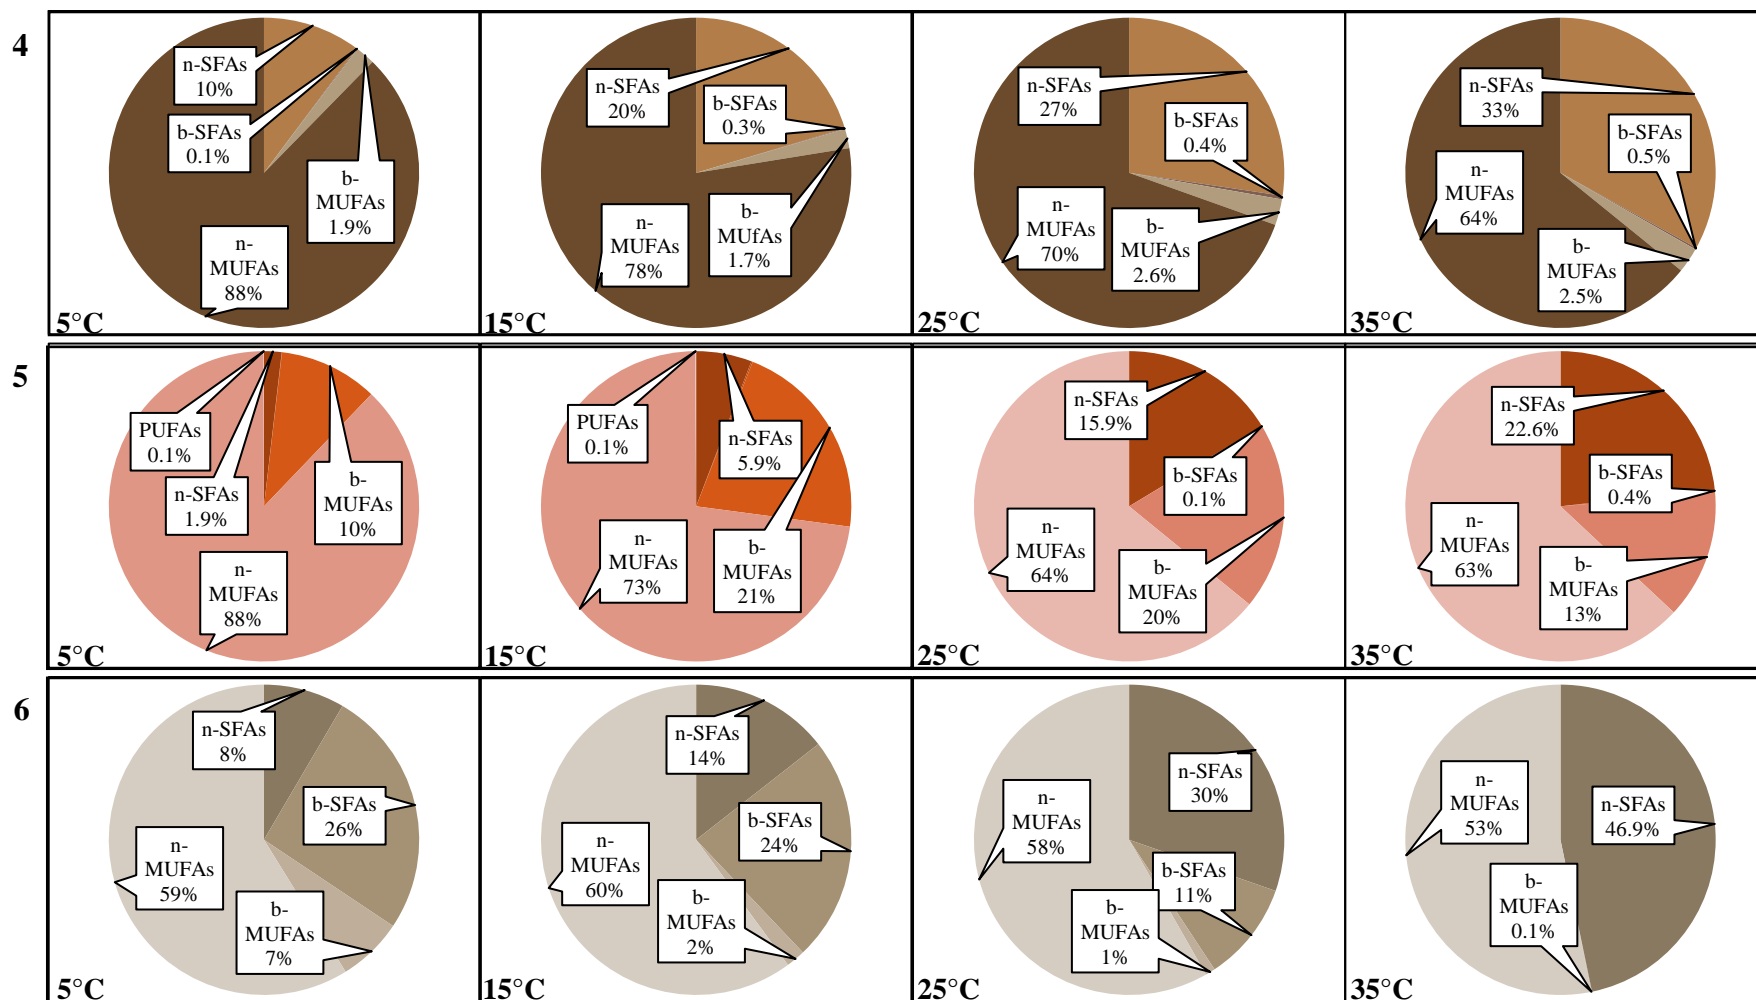 4
n-SFAs
10%
b-SFAs
0.1%
b-
MUFAs
1.9%
n-
MUFAs
88%
5°C
n-SFAs
20%
b-SFAs
0.3%
b-
MUfAs
1.7%
n-
MUFAs
78%
15°C
n-SFAs
27%
b-SFAs
0.4%
b-
MUFAs
2.6%
n-
MUFAs
70%
25°C
n-SFAs
33%
b-SFAs
0.5%
b-
MUFAs
2.5%
n-
MUFAs
64%
35°C
5
PUFAs
0.1%
n-SFAs
1.9%
b-
MUFAs
10%
n-
MUFAs
88%
5°C
PUFAs
0.1%
n-SFAs
5.9%
b-
MUFAs
21%
n-
MUFAs
73%
15°C
n-SFAs
15.9%
b-SFAs
0.1%
b-
MUFAs
20%
n-
MUFAs
64%
25°C
n-SFAs
22.6%
b-SFAs
0.4%
b-
MUFAs
13%
n-
MUFAs
63%
35°C
6
n-SFAs
8%
b-SFAs
26%
b-
MUFAs
7%
n-
MUFAs
59%
5°C
n-SFAs
14%
b-SFAs
24%
b-
MUFAs
2%
n-
MUFAs
60%
15°C
n-SFAs
30%
b-SFAs
11%
b-
MUFAs
1%
n-
MUFAs
58%
25°C
n-SFAs
46.9%
b-
MUFAs
0.1%
n-
MUFAs
53%
35°C